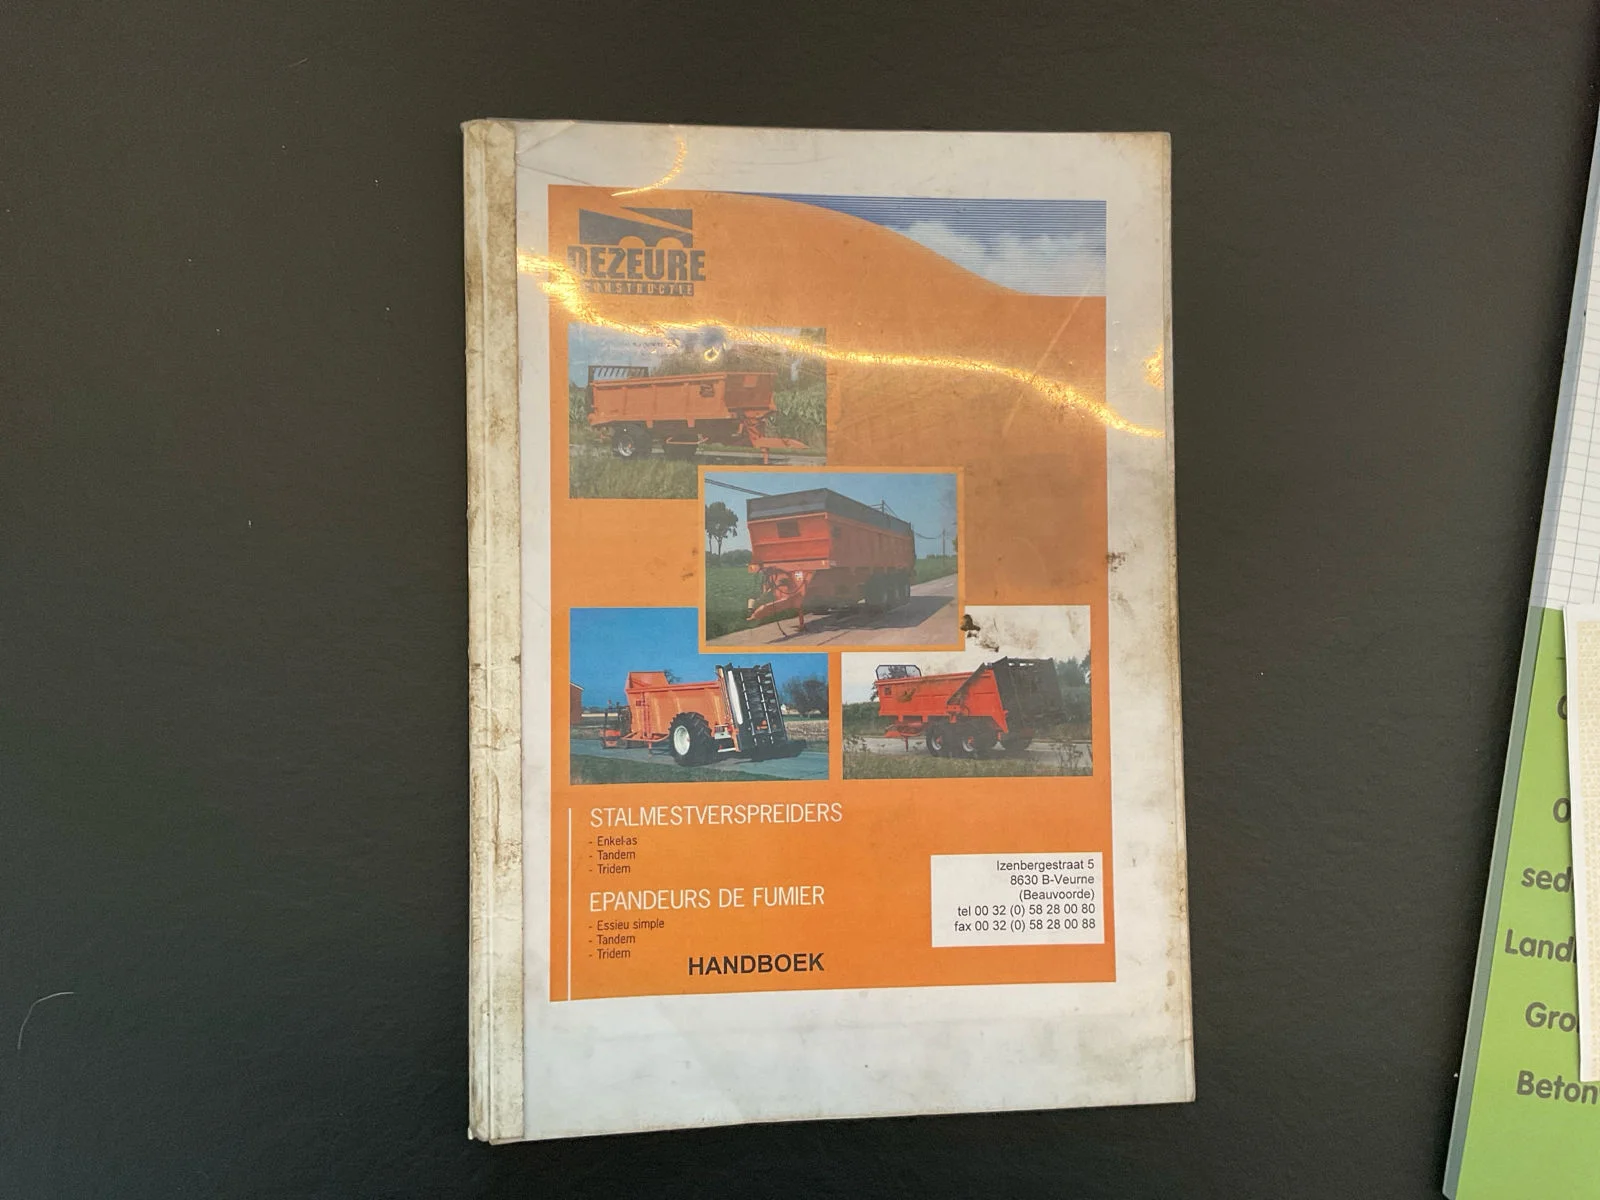 DEZEURE
CONSTRUCTIE
STALMESTVERSPREIDERS
- Enkel-as
- Tandem
- Tridem
EPANDEURS DE FUMIER
- Essieu simple
- Tandem
- Tridem
HANDBOEK
Izenbergestraat 5
8630 B-Veurne
(Beauvoorde)
tel 00 32 (0) 58 28 00 80
fax 00 32 (0) 58 28 00 88